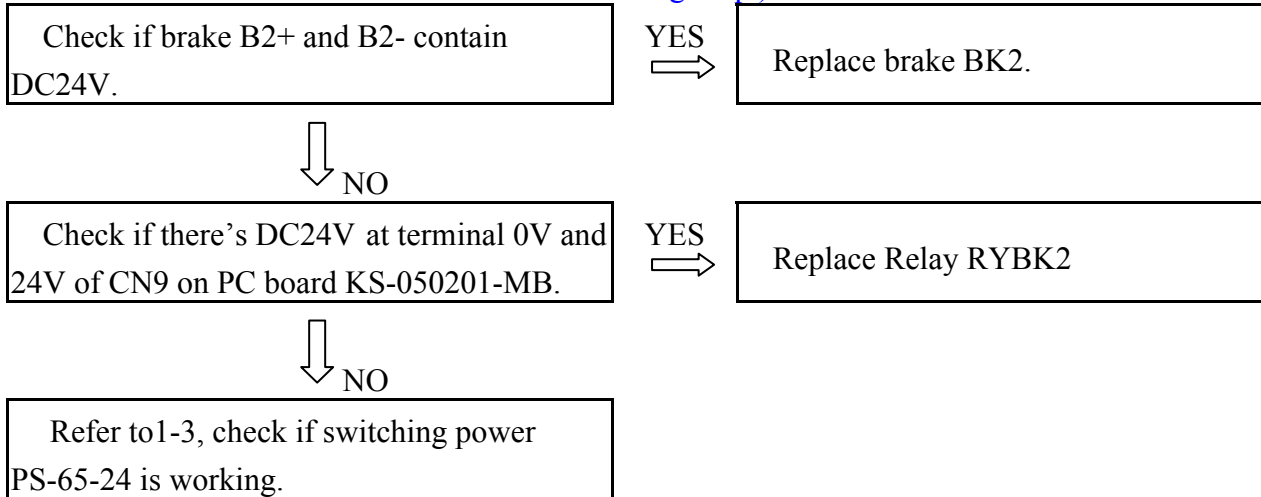 Check if brake B2+ and B2- contain
DC24V.
YES
Replace brake BK2.
NO
Check if there’s DC24V at terminal 0V and
24V of CN9 on PC board KS-050201-MB.
YES
Replace Relay RYBK2
NO
Refer to1-3, check if switching power
PS-65-24 is working.